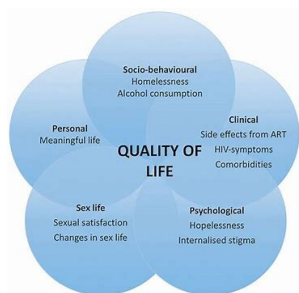 Socio-behavioural
Homelessness
Alcohol consumption
Personal
Meaningful life
Clinical
Side effects from ART
HIV-symptoms
Comorbidities
QUALITY OF
LIFE
Sex life
Sexual satisfaction
Changes in sex life
Psychological
Hopelessness
Internalised stigma